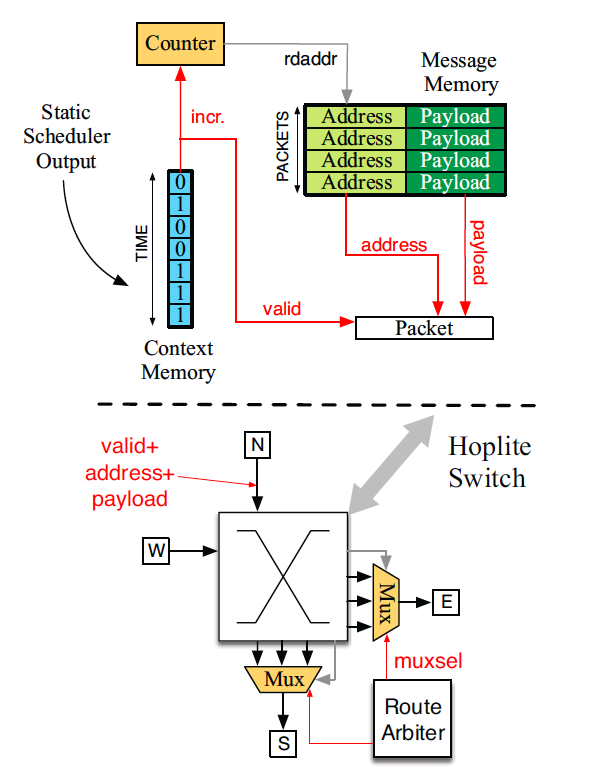 Counter
rdaddr
Message
Memory
Static
Scheduler
Output
incr.
PACKETS
Address Payload
Address Payload
Address Payload
Address Payload
TIME
0
1
0
0
1
1
1
address
payload
valid
Packet
Context
Memory
N
valid+
address+
payload
Hoplite
Switch
W
Mux
E
muxsel
Mux
Route
Arbiter
S